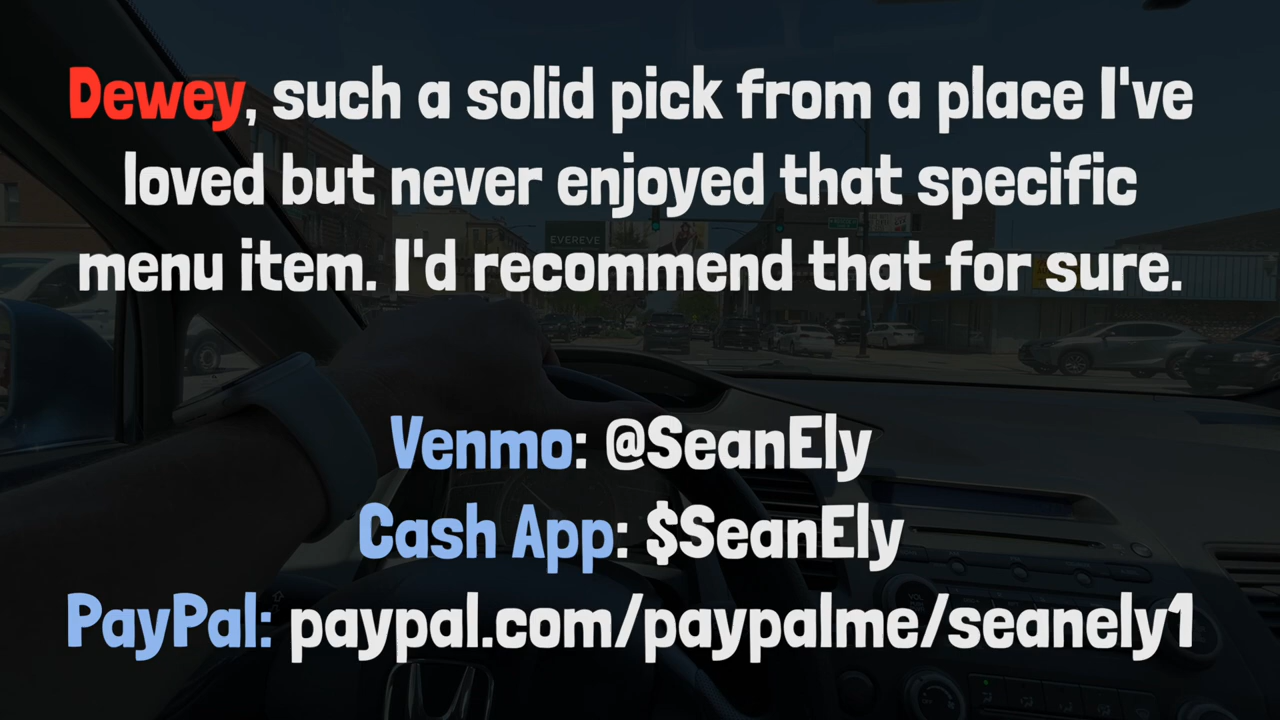 Dewey, such a solid pick from a place I've
loved but never enjoyed that specific
menu item. I'd recommend that for sure.
EVEREVE
Venmo: @SeanEly
Cash App: $SeanEly
PayPal: paypal.com/paypalme/seanely1
VOL